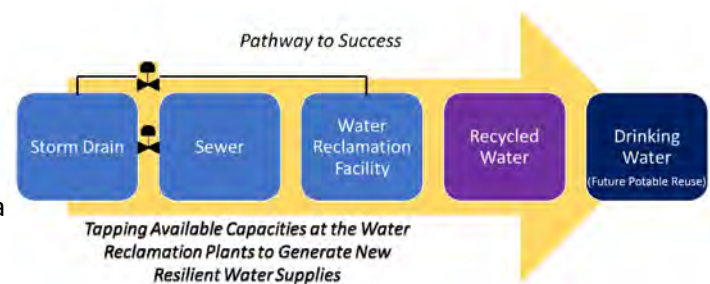 Pathway to Success
Storm Drain
Sewer
Water
Reclamation
Facility
Recycled
Water
Drinking
Water
(Future Potable Reuse)
a
Tapping Available Capacities at the Water
Reclamation Plants to Generate New
Resilient Water Supplies